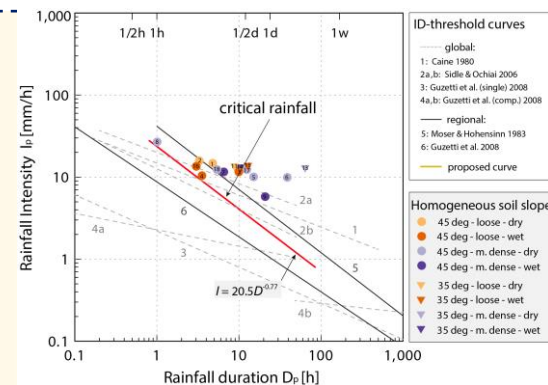 1/2h 1h 1/2d 1d 1w
1,000
100
10
1
0.1
Rainfall Intensity Ip [mm/h]
critical rainfall
2a
2b
1
6
4a
3
5
4b
I = 20.5D-0.77
0.1 1 10 100 1,000
Rainfall duration Dp [h]
ID-threshold curves
global:
1: Caine 1980
2a,b: Sidle & Ochiai 2006
3: Guzetti et al. (single) 2008
4a,b: Guzetti et al. (comp.) 2008
regional:
5: Moser & Hohensinn 1983
6: Guzetti et al. 2008
proposed curve
Homogeneous soil slope
45 deg - loose - dry
45 deg - loose - wet
45 deg - m. dense - dry
45 deg - m. dense - wet
35 deg - loose - dry
35 deg - loose - wet
35 deg - m. dense - dry
35 deg - m. dense - wet